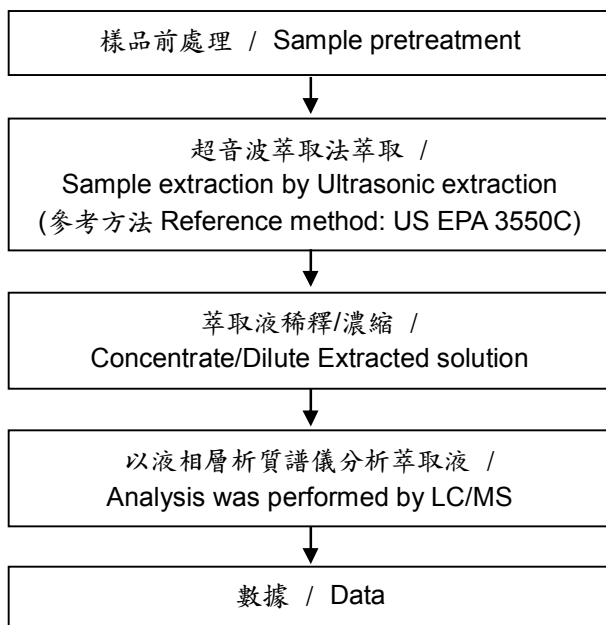 樣品前處理 / Sample pretreatment
超音波萃取法萃取 /
Sample extraction by Ultrasonic extraction
(參考方法 Reference method: US EPA 3550C)
萃取液稀釋/濃縮 /
Concentrate/Dilute Extracted solution
以液相層析質譜儀分析萃取液 /
Analysis was performed by LC/MS
數據 / Data